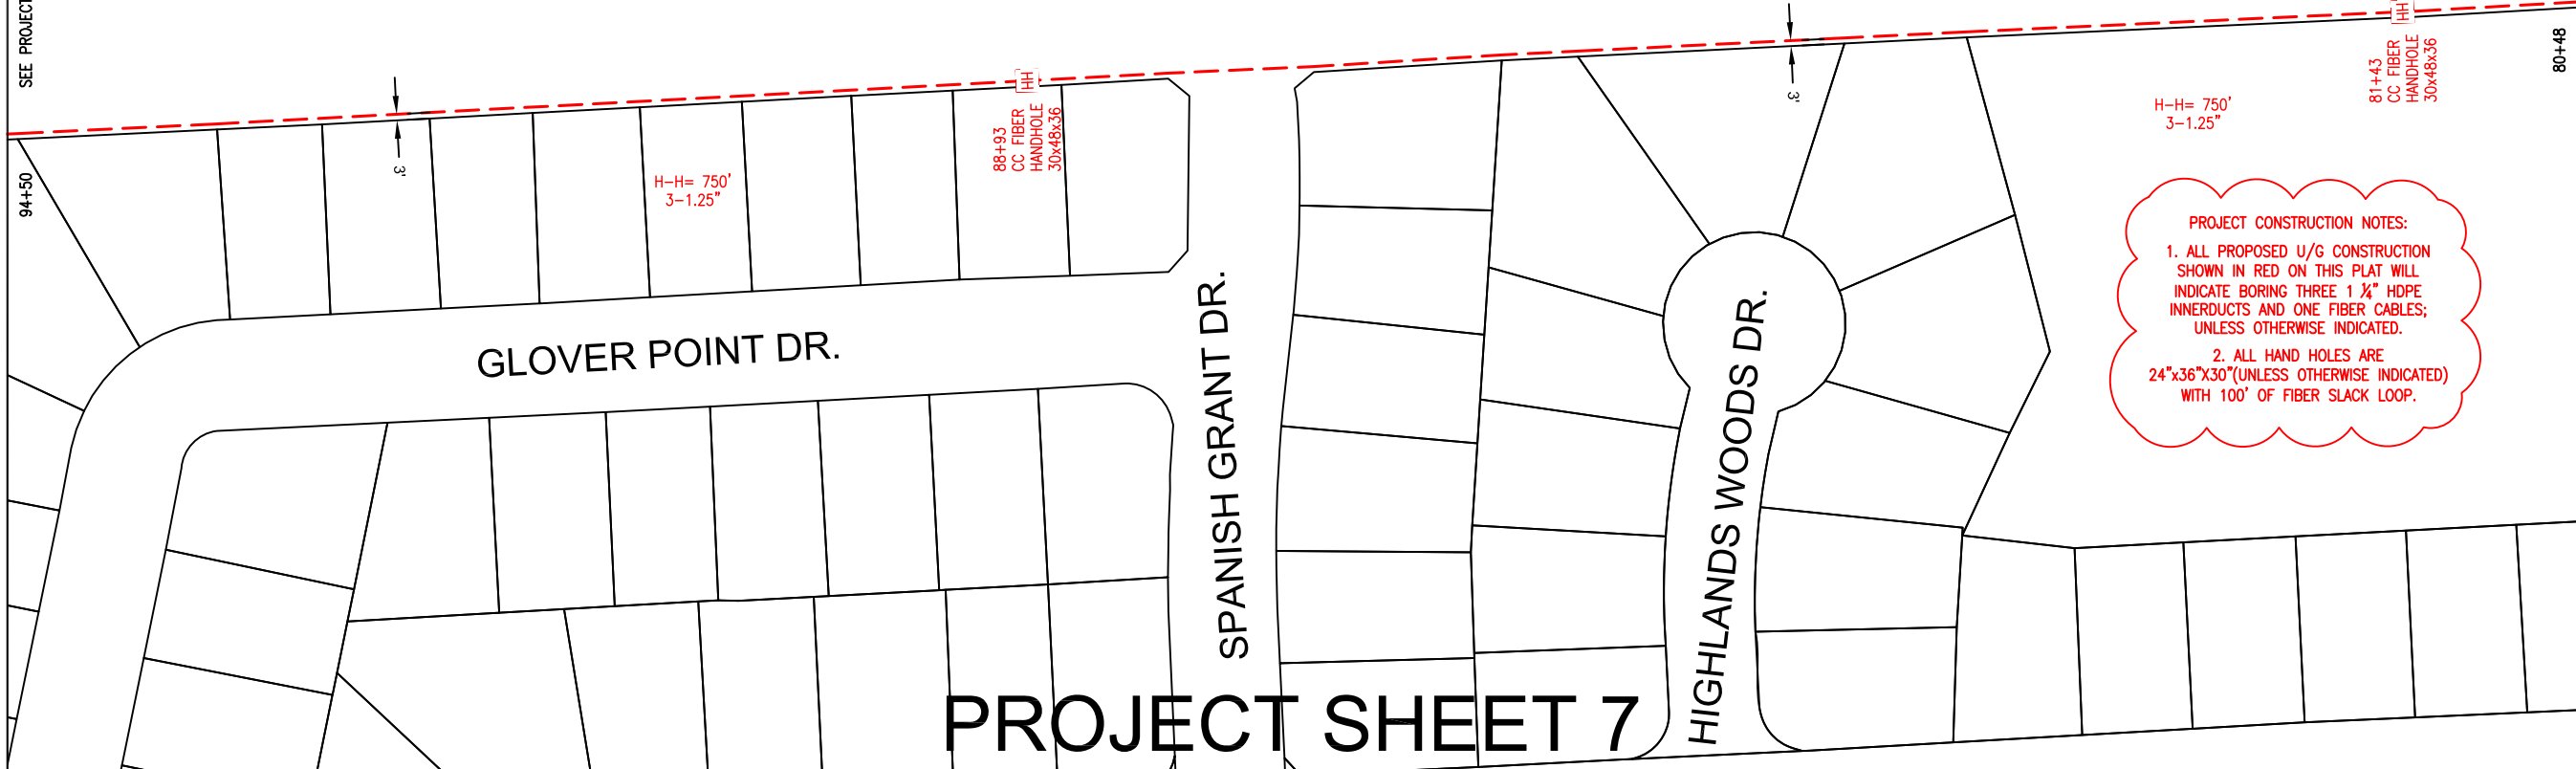 SEE PROJECT
94+50
3'
H-H= 750'
3-1.25"
HH
88+93
CC FIBER
HANDHOLE
30x48x36
3'
H-H= 750'
3-1.25"
HH
81+43
CC FIBER
HANDHOLE
30x48x36
80+48
PROJECT CONSTRUCTION NOTES:
1. ALL PROPOSED U/G CONSTRUCTION
SHOWN IN RED ON THIS PLAT WILL
INDICATE BORING THREE 1 ¼" HDPE
INNERDUCTS AND ONE FIBER CABLES;
UNLESS OTHERWISE INDICATED.
2. ALL HAND HOLES ARE
24"x36"X30"(UNLESS OTHERWISE INDICATED)
WITH 100' OF FIBER SLACK LOOP.
GLOVER POINT DR.
SPANISH GRANT DR.
HIGHLANDS WOODS DR.
PROJECT SHEET 7